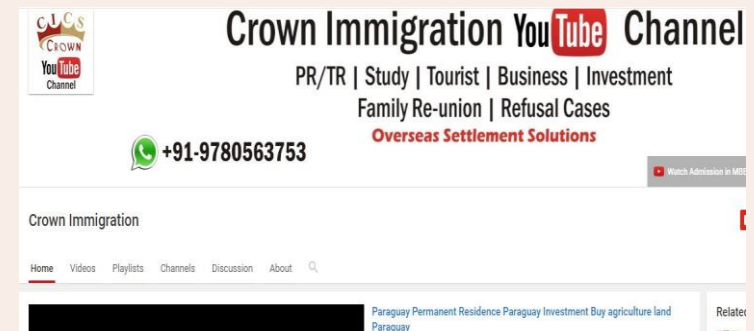 CICS
CROWN
YouTube
Channel
Crown Immigration YouTube Channel
PR/TR | Study | Tourist | Business | Investment
Family Re-union | Refusal Cases
Overseas Settlement Solutions
+91-9780563753
Watch Admission in MBB
Crown Immigration
Home Videos Playlists Channels Discussion About
Paraguay Permanent Residence Paraguay Investment Buy agriculture land
Paraguay
Related